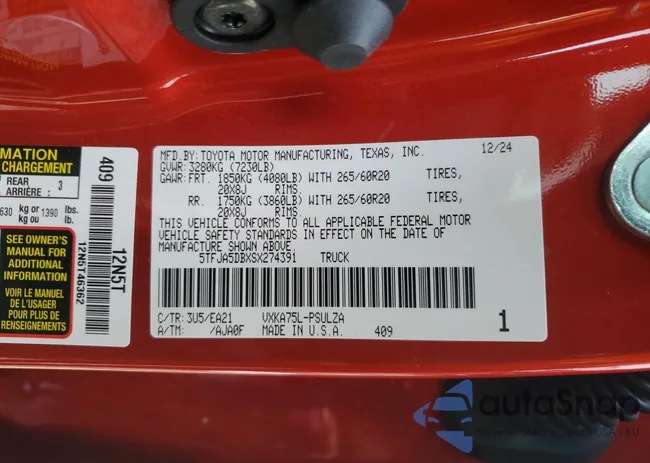 MFD.BY:TOYOTA MOTOR MANUFACTURING, TEXAS, INC. 12/24
GVWR:3280KG (7230LB)
GAWR:FRT. 1850KG (4080LB) WITH 265/60R20 TIRES,
20X8J RIMS.
RR. 1750KG (3860LB) WITH 265/60R20 TIRES,
20X8J RIMS.
THIS VEHICLE CONFORMS TO ALL APPLICABLE FEDERAL MOTOR
VEHICLE SAFETY STANDARDS IN EFFECT ON THE DATE OF
MANUFACTURE SHOWN ABOVE.
5TFJA5DBXSX274391 TRUCK
C/TR: 3U5/EA21 VXKA75L-PSULZA
A/TM: /AJA0F MADE IN U.S.A. 409
1
MATION
CHARGEMENT
REAR
ARRIÈRE : 3
630 kg or 1390 lbs.
kg ou lb.
SEE OWNER'S
MANUAL FOR
ADDITIONAL
INFORMATION
VOIR LE MANUEL
DE L'USAGER
POUR PLUS DE
RENSEIGNEMENTS
409
12N5T
12N5T46362
autoSnap